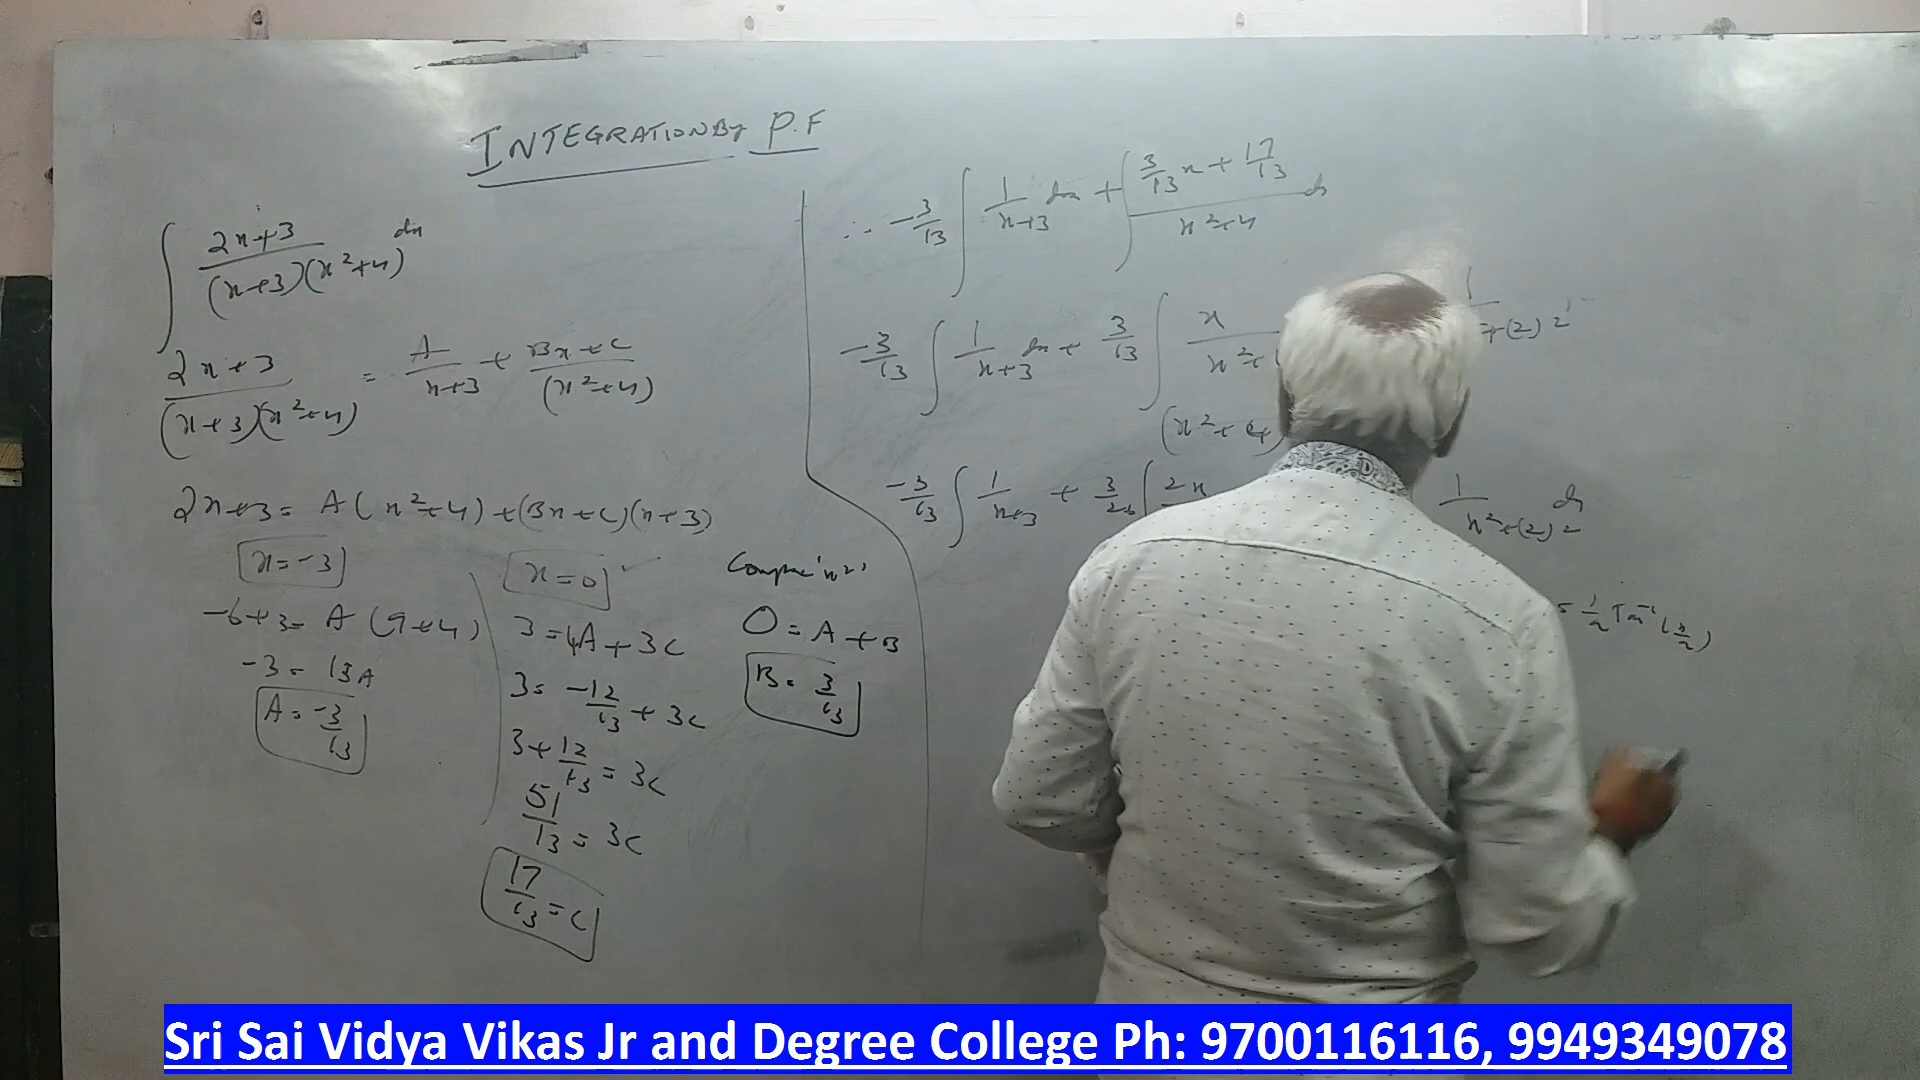 INTEGRATION By P.F
∫ 2x+3 / (x+3)(x²+4) dx
2x+3 / (x+3)(x²+4) = A / x+3 + Bx+C / (x²+4)
2x+3 = A(x²+4)+(Bx+C)(x+3)
x=-3
-6+3= A(9+4)
-3 = 13A
A = -3/13
x=0
3=4A+3C
3= -12/13 + 3C
3+12/13 = 3C
51/13 = 3C
17/13 = C
0=A+B
B= 3/13
∴ -3/13 ∫ 1/x+3 dx + ∫ 3/13 x + 17/13 / x²+4 dx
-3/13 ∫ 1/x+3 dx + 3/13 ∫ x / x²+
+(2)²
(x²+4)
-3/13 ∫ 1/x+3 + 3/26 ∫ 2x
1 / x²+(2)² dx
1/2 Tan⁻¹(x/2)
Sri Sai Vidya Vikas Jr and Degree College Ph: 9700116116, 9949349078